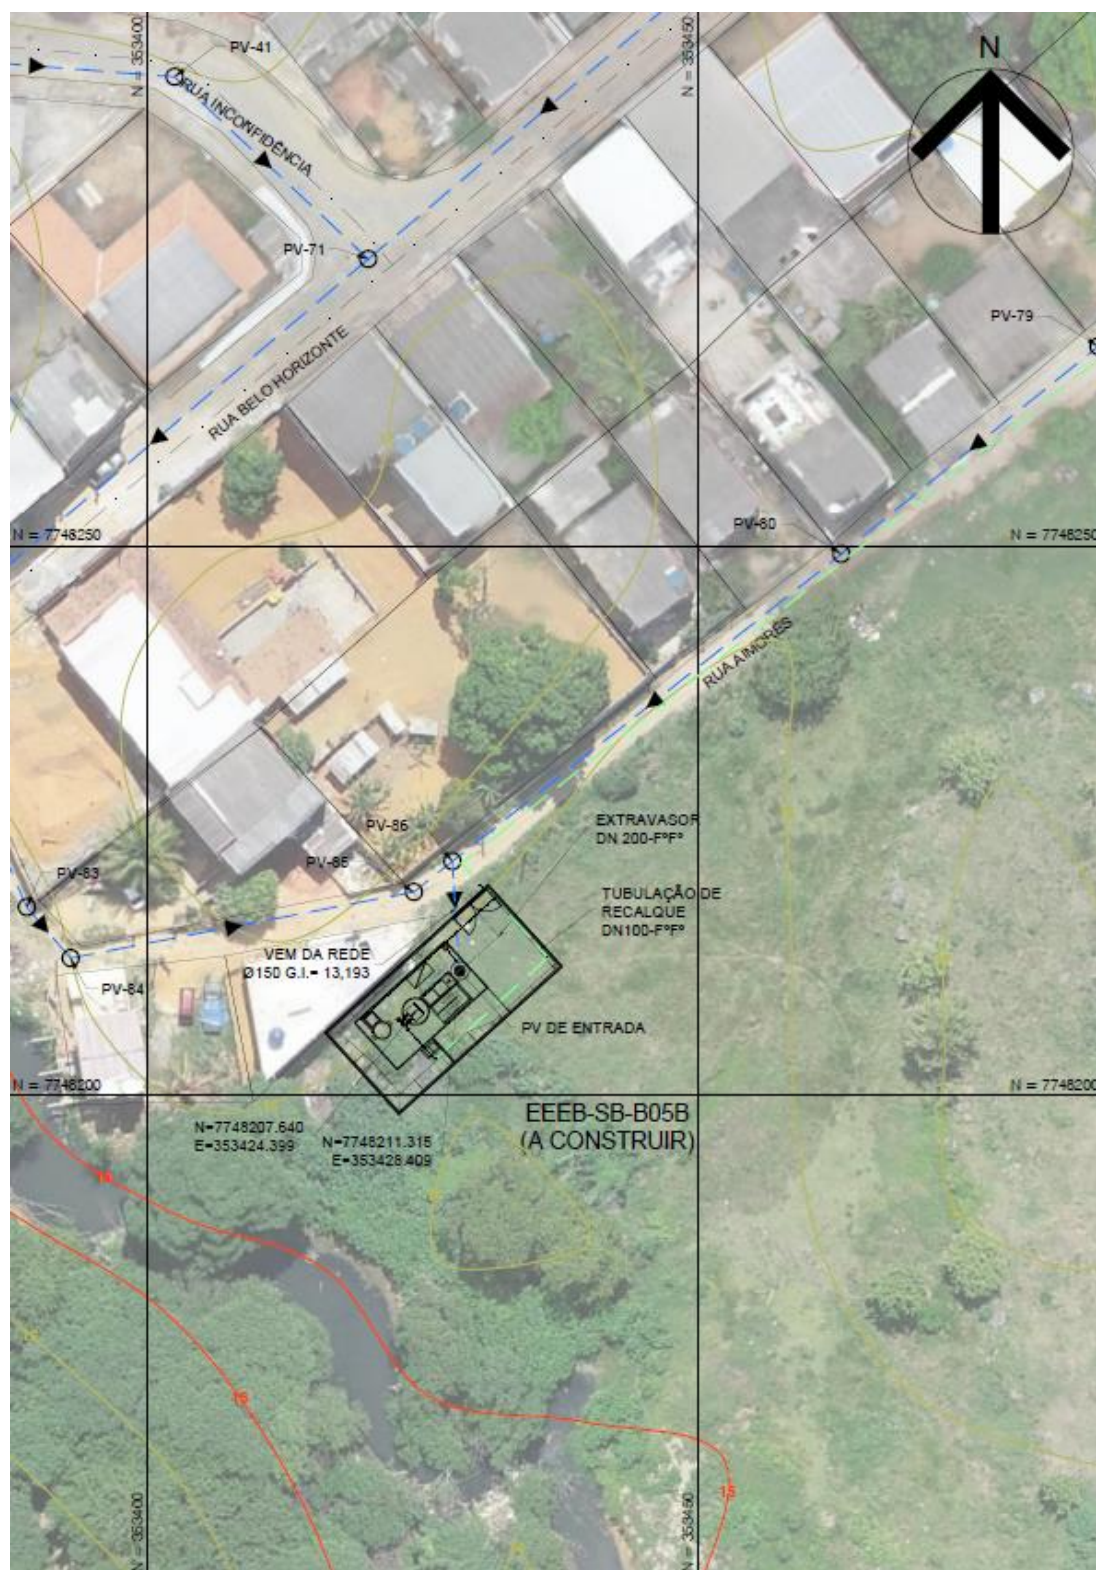 N = 353400
PV-41
N = 353450
N
RUA INCONFIDÊNCIA
PV-71
PV-79
RUA BELO HORIZONTE
N = 7748250
PV-80
N = 7748250
RUA AIMORÉS
EXTRAVASOR
DN 200-FºFº
PV-86
PV-85
PV-83
TUBULAÇÃO DE
RECALQUE
DN100-FºFº
VEM DA REDE
Ø150 G.I.= 13,193
PV-84
PV DE ENTRADA
N = 7748200
N = 7748200
EEEB-SB-B05B
(A CONSTRUIR)
N=7748207.640
E=353424.399
N=7748211.315
E=353428.409
15
15
15
N = 353400
N = 353450